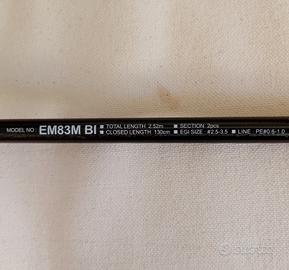 MODEL NO : EM83M BI ■ TOTAL LENGTH 2.52m ■ SECTION 2pcs
■ CLOSED LENGTH 130cm ■ EGI SIZE #2.5-3.5 ■ LINE PE#0.6-1.0
subito